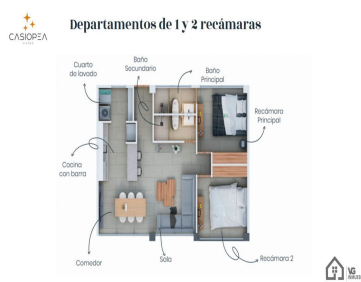 CASIOPEA
Departamentos de 1 y 2 recámaras
Cuarto
de lavado
Baño
Secundario
Baño
Principal
Recámara
Principal
Cocina
con barra
Comedor
Sala
Recámara 2
VG